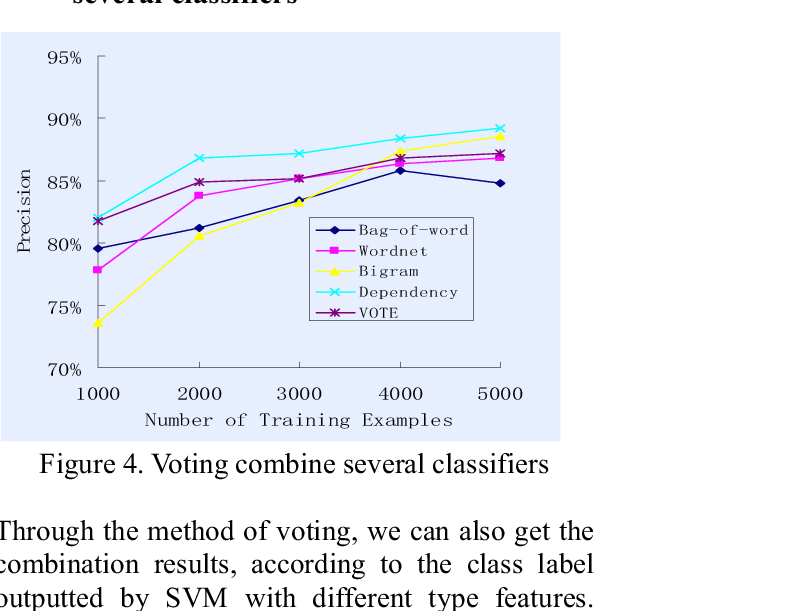 several classifiers
95%
90%
85%
80%
75%
70%
Precision
Bag-of-word
Wordnet
Bigram
Dependency
VOTE
1000 2000 3000 4000 5000
Number of Training Examples
Figure 4. Voting combine several classifiers
Through the method of voting, we can also get the
combination results, according to the class label
outputted by SVM with different type features.